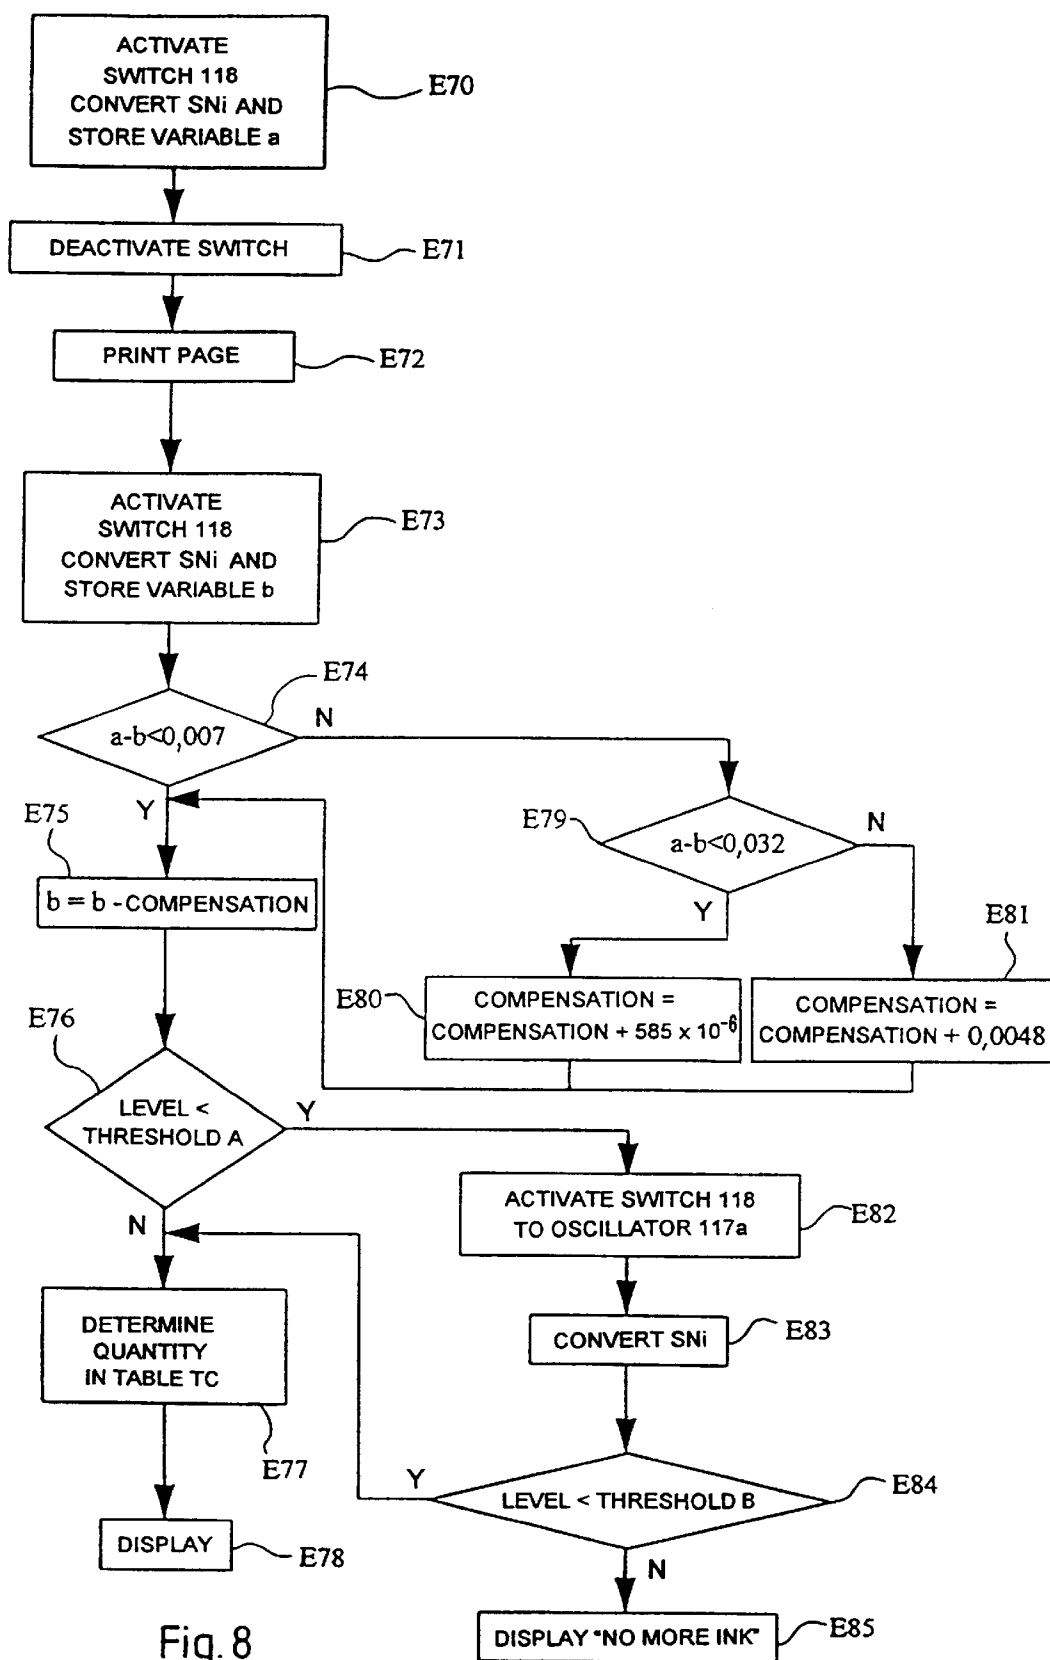 ACTIVATE
SWITCH 118
CONVERT SNi AND
STORE VARIABLE a
E70
DEACTIVATE SWITCH
E71
PRINT PAGE
E72
ACTIVATE
SWITCH 118
CONVERT SNi AND
STORE VARIABLE b
E73
E74
a-b<0,007
N
Y
E75
b = b - COMPENSATION
E79
a-b<0,032
N
Y
E81
E80
COMPENSATION =
COMPENSATION + 585 x 10⁻⁶
COMPENSATION =
COMPENSATION + 0,0048
E76
LEVEL <
THRESHOLD A
Y
N
ACTIVATE SWITCH 118
TO OSCILLATOR 117a
E82
DETERMINE
QUANTITY
IN TABLE TC
E77
CONVERT SNi
E83
Y
LEVEL < THRESHOLD B
E84
N
DISPLAY
E78
DISPLAY "NO MORE INK"
E85
Fig. 8